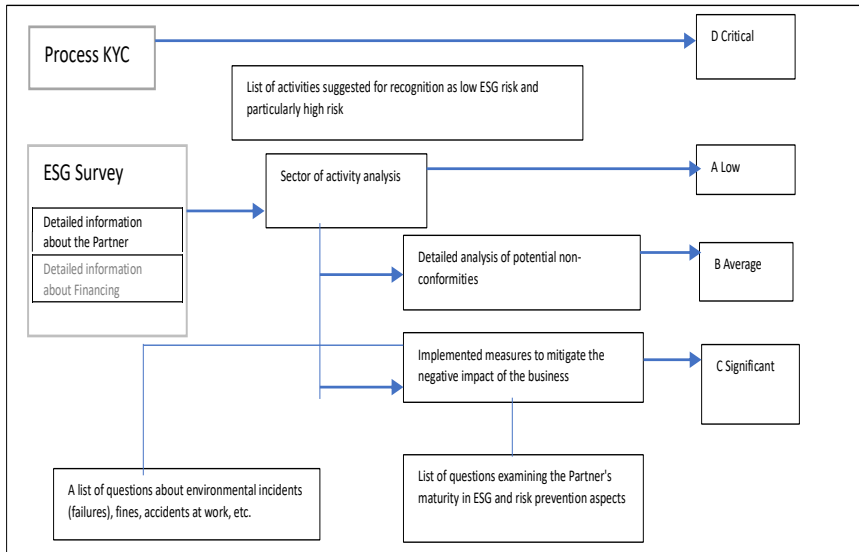 Process KYC
D Critical
List of activities suggested for recognition as low ESG risk and
particularly high risk
ESG Survey
Detailed information
about the Partner
Detailed information
about Financing
Sector of activity analysis
A Low
Detailed analysis of potential non-
conformities
B Average
Implemented measures to mitigate the
negative impact of the business
C Significant
A list of questions about environmental incidents
(failures), fines, accidents at work, etc.
List of questions examining the Partner's
maturity in ESG and risk prevention aspects